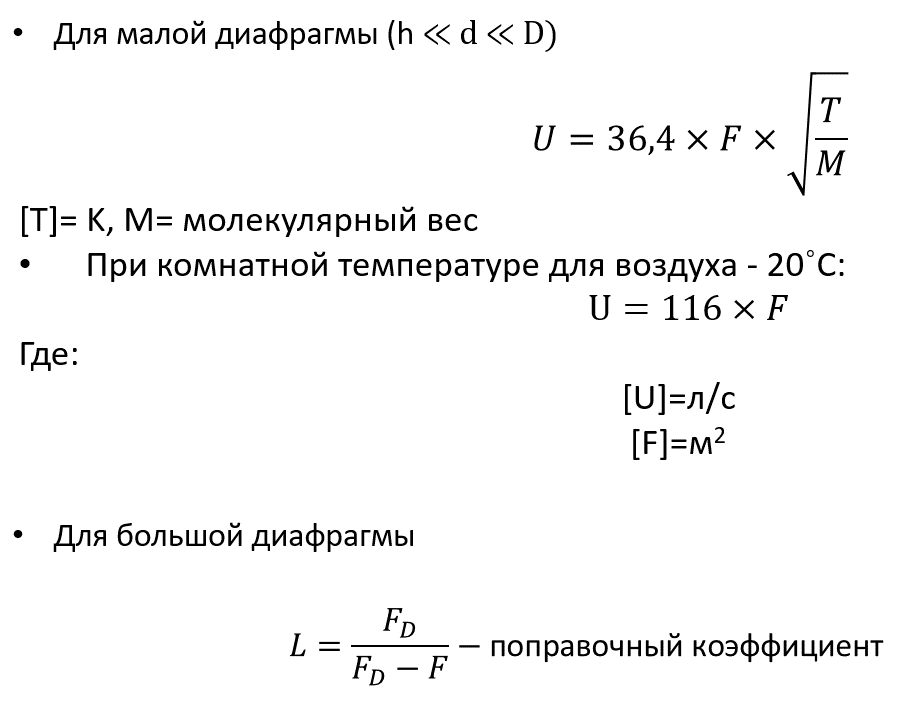 • Для малой диафрагмы (h ≪ d ≪ D)
U = 36,4 × F × √(T/M)
[T]= K, M= молекулярный вес
• При комнатной температуре для воздуха - 20˚C:
U = 116 × F
Где:
[U]=л/с
[F]=м²
• Для большой диафрагмы
L = F_D / (F_D − F) − поправочный коэффициент